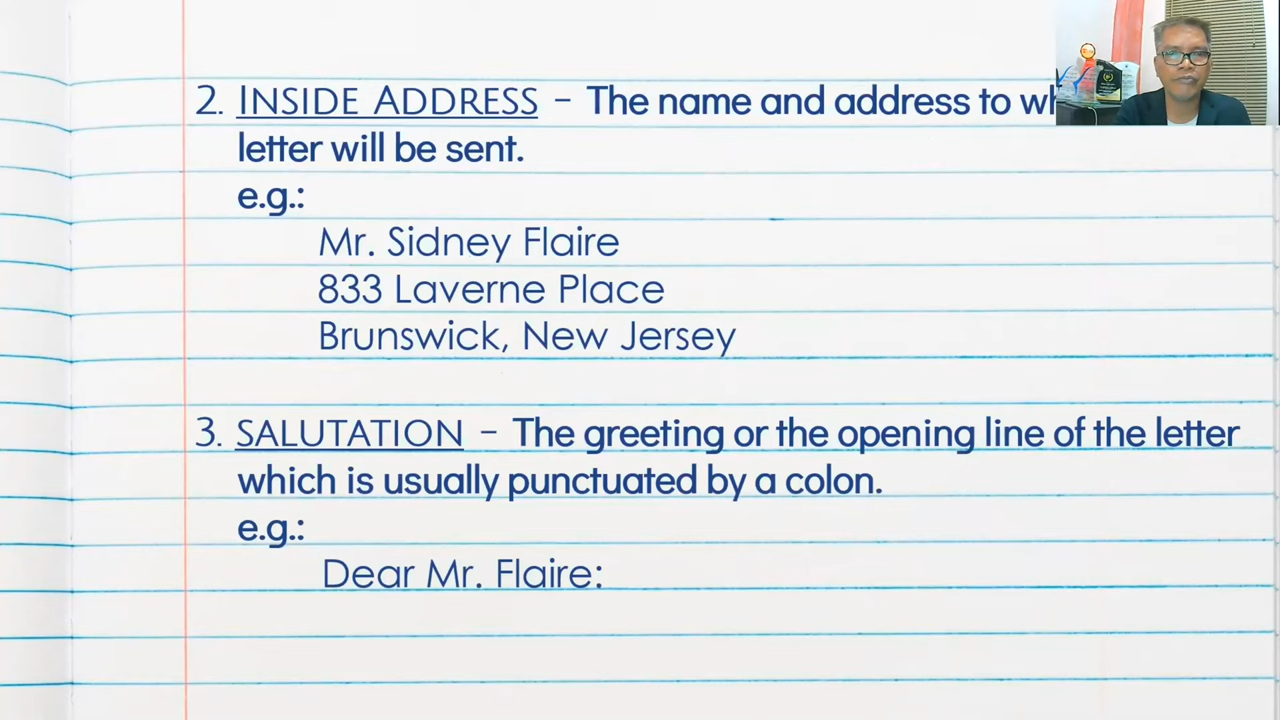 2. INSIDE ADDRESS - The name and address to
letter will be sent.
e.g.:
Mr. Sidney Flaire
833 Laverne Place
Brunswick, New Jersey
3. SALUTATION - The greeting or the opening line of the letter
which is usually punctuated by a colon.
e.g.:
Dear Mr. Flaire: